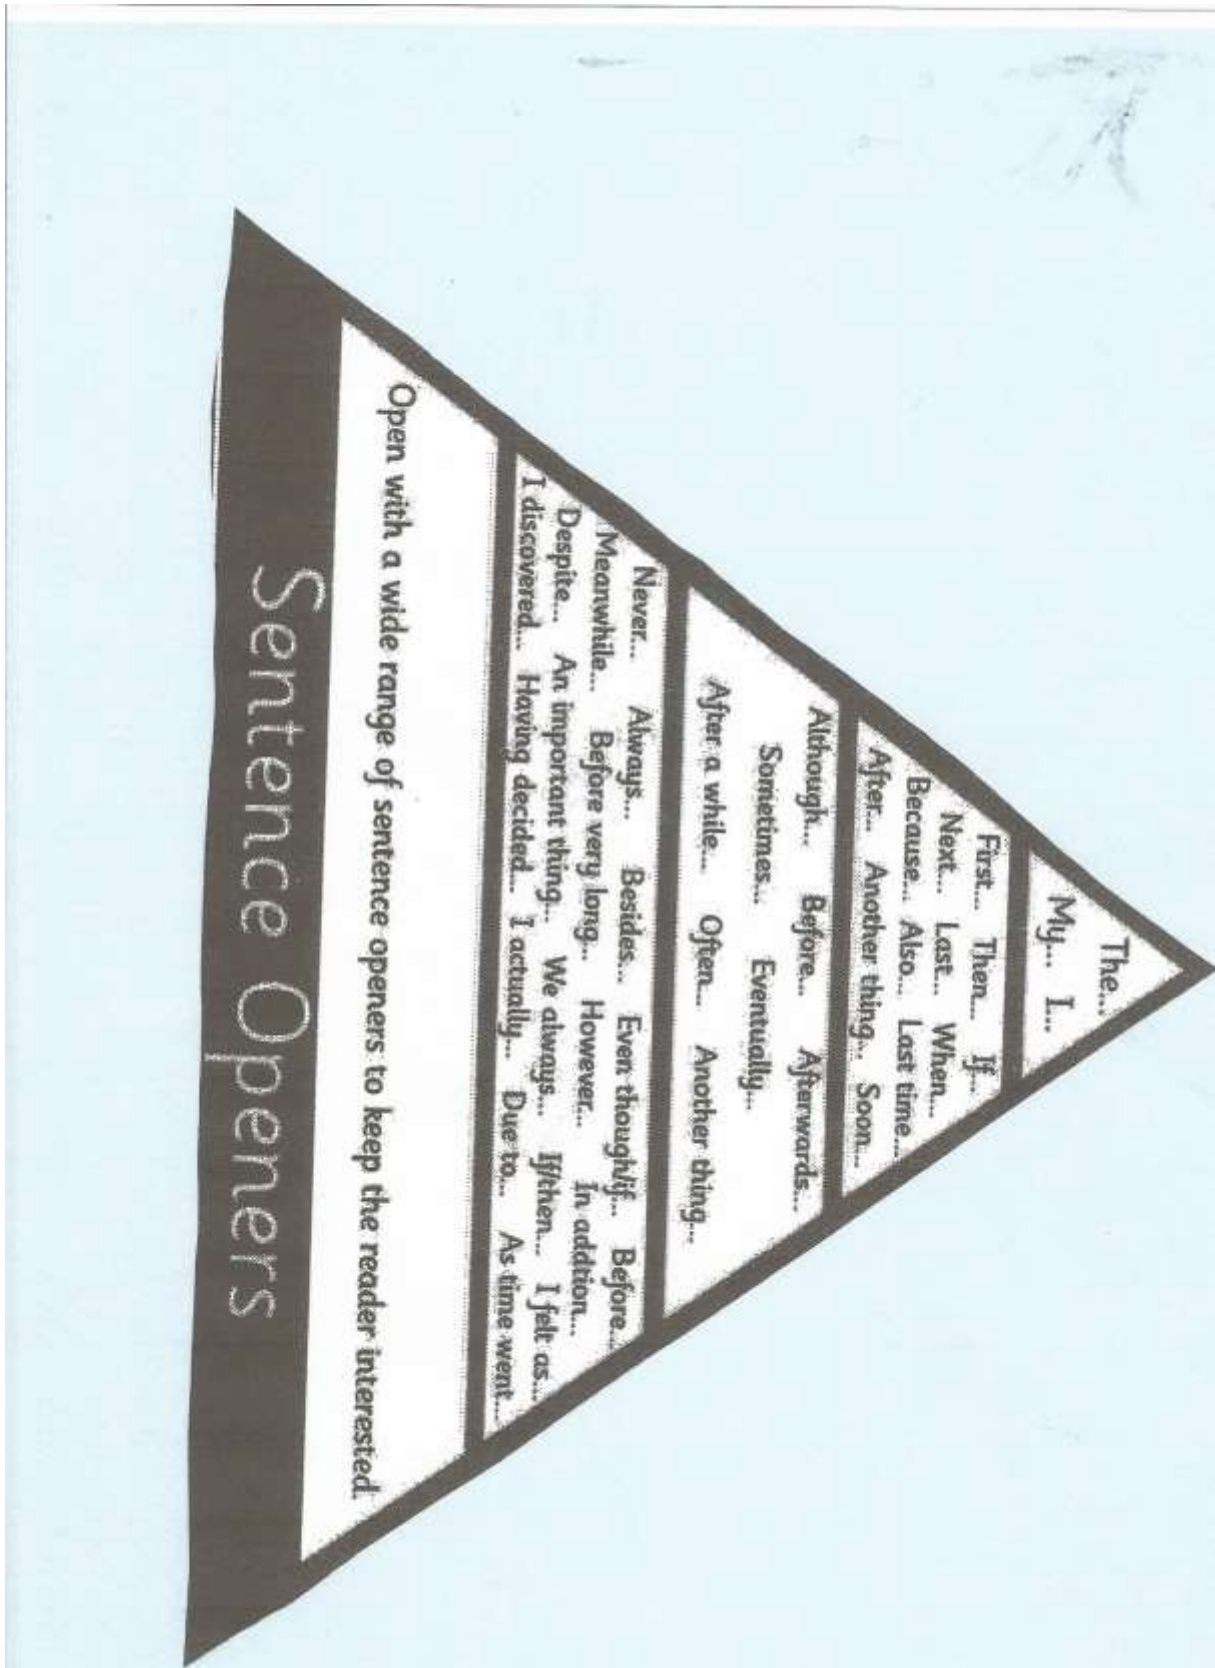 The...
My... I...
First... Then... If...
Next... Last... When...
Because... Also... Last time...
After... Another thing... Soon...
Although... Before... Afterwards...
Sometimes... Eventually...
After a while... Often... Another thing...
Never... Always... Besides... Even though/if... Before...
Meanwhile... Before very long... However... In addtion...
Despite... An important thing... We always... If/then... I felt as...
I discovered... Having decided... I actually... Due to... As time went...
Open with a wide range of sentence openers to keep the reader interested.
Sentence Openers